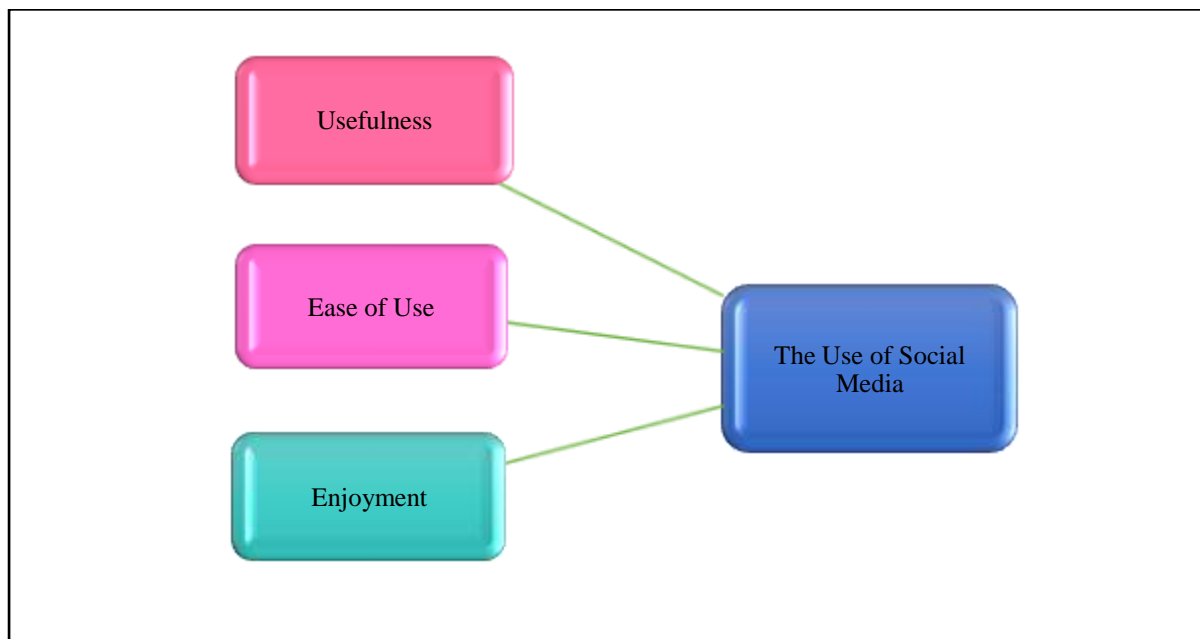 Usefulness
Ease of Use
The Use of Social
Media
Enjoyment